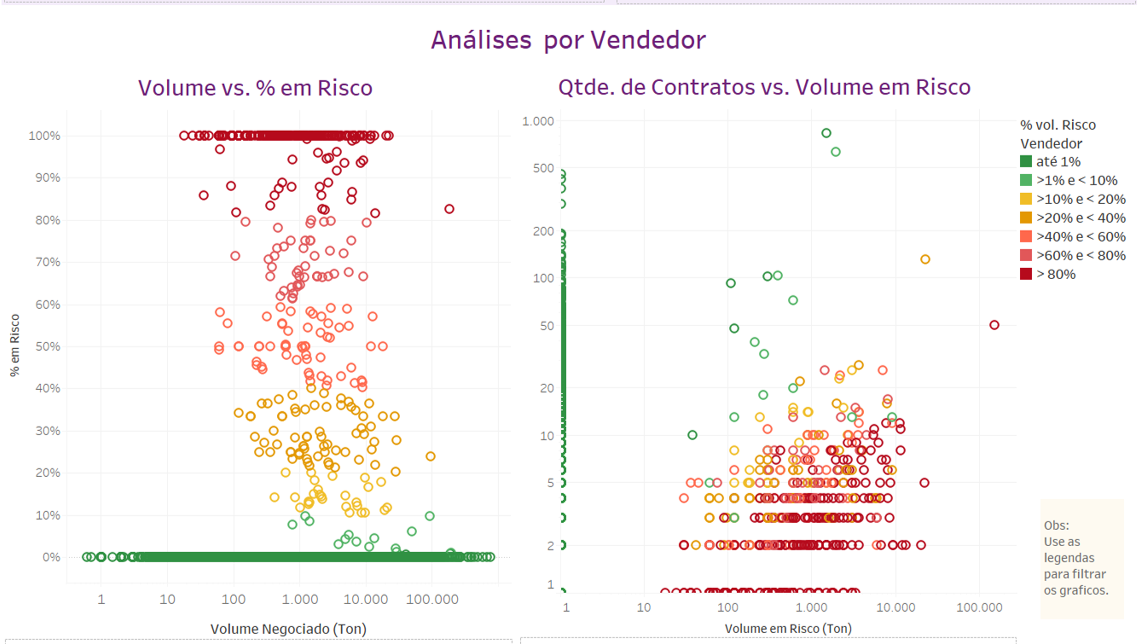 Análises por Vendedor
Volume vs. % em Risco
Qtde. de Contratos vs. Volume em Risco
100%
90%
80%
70%
60%
50%
40%
30%
20%
10%
0%
% em Risco
1
10
100
1.000
10.000
100.000
Volume Negociado (Ton)
1.000
500
200
100
50
20
10
5
2
1
1
10
100
1.000
10.000
100.000
Volume em Risco (Ton)
% vol. Risco
Vendedor
até 1%
>1% e < 10%
>10% e < 20%
>20% e < 40%
>40% e < 60%
>60% e < 80%
> 80%
Obs:
Use as
legendas
para filtrar
os graficos.